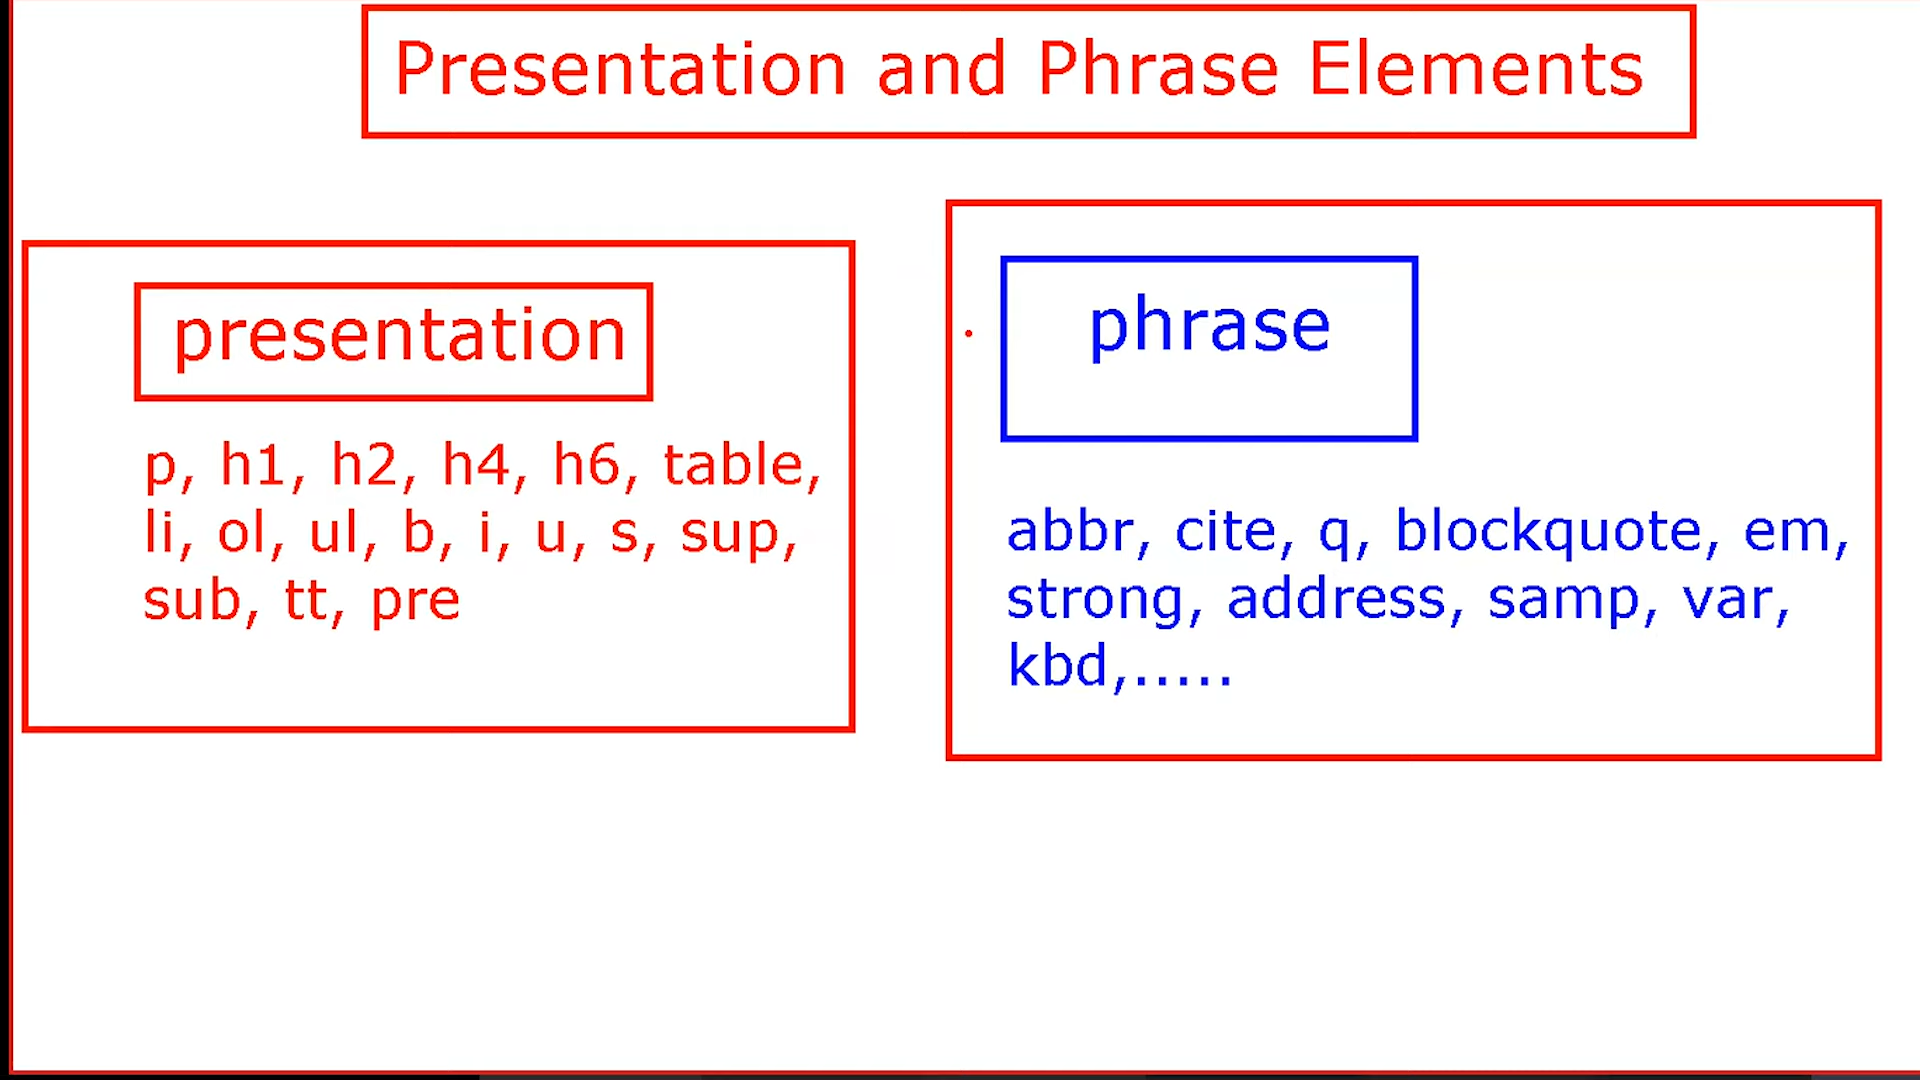 Presentation and Phrase Elements
presentation
p, h1, h2, h4, h6, table,
li, ol, ul, b, i, u, s, sup,
sub, tt, pre
phrase
abbr, cite, q, blockquote, em,
strong, address, samp, var,
kbd,.....